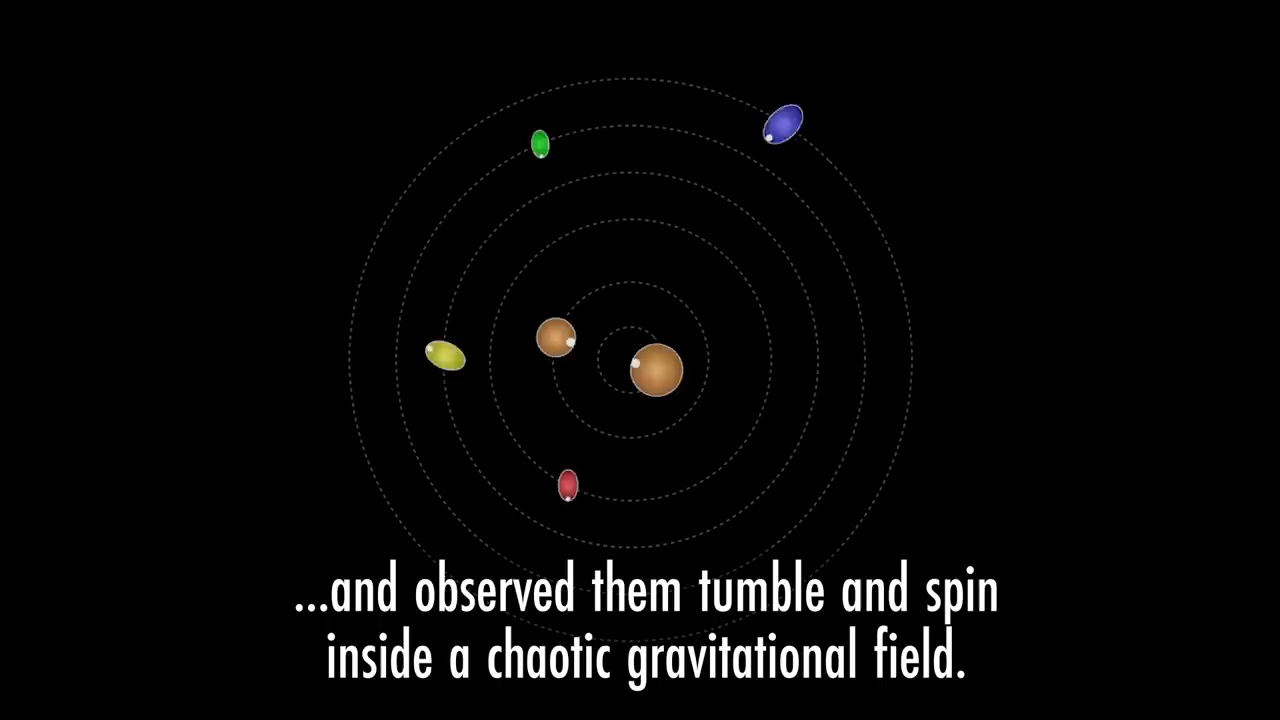 ...and observed them tumble and spin
inside a chaotic gravitational field.